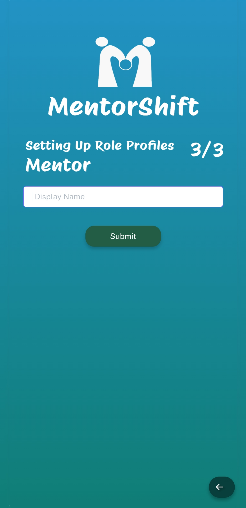 MentorShift
Setting Up Role Profiles 3/3
Mentor
Display Name
Submit